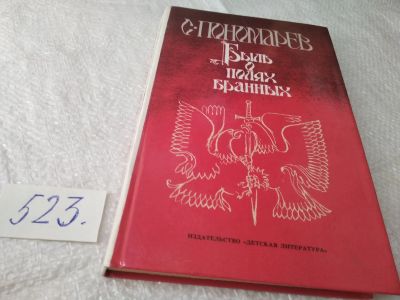 С. ПОНОМАРЕВ
Быль
о
полях
бранных
ИЗДАТЕЛЬСТВО «ДЕТСКАЯ ЛИТЕРАТУРА»
523.